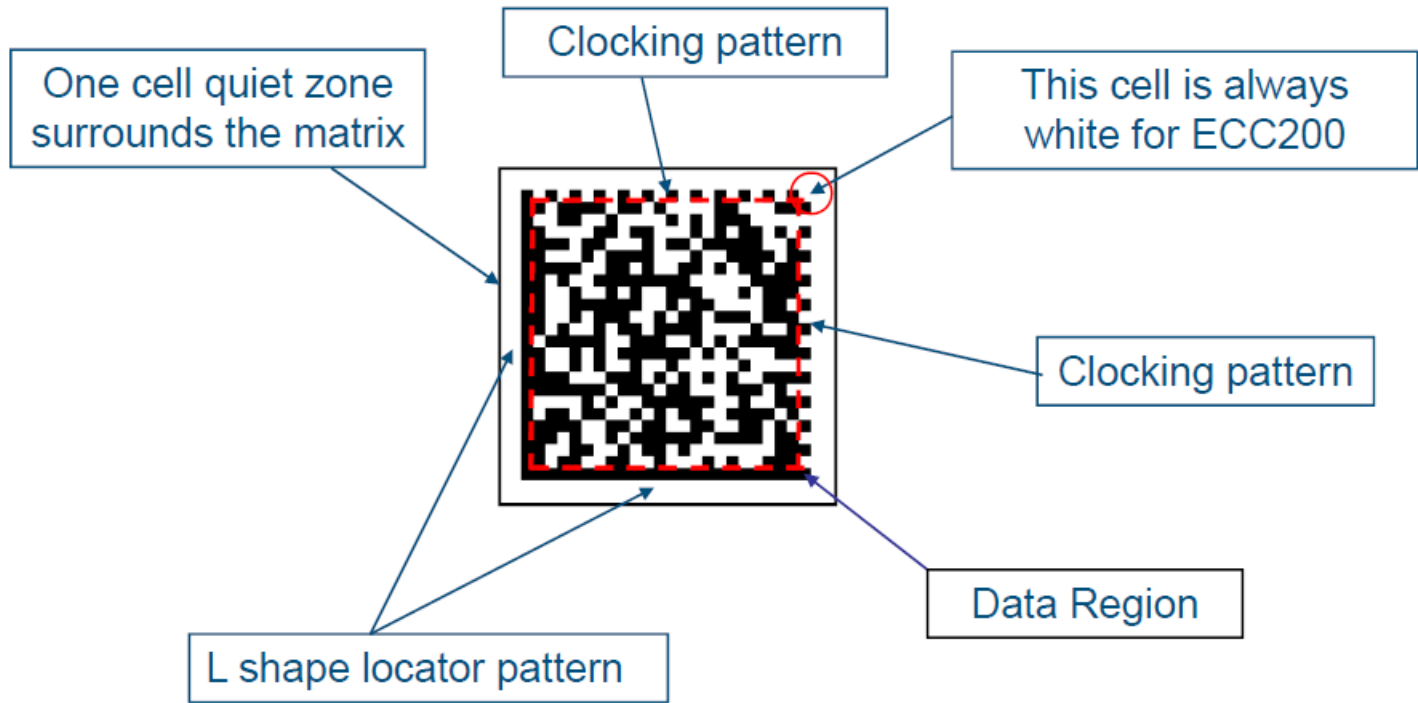 Clocking pattern
One cell quiet zone
surrounds the matrix
This cell is always
white for ECC200
Clocking pattern
Data Region
L shape locator pattern